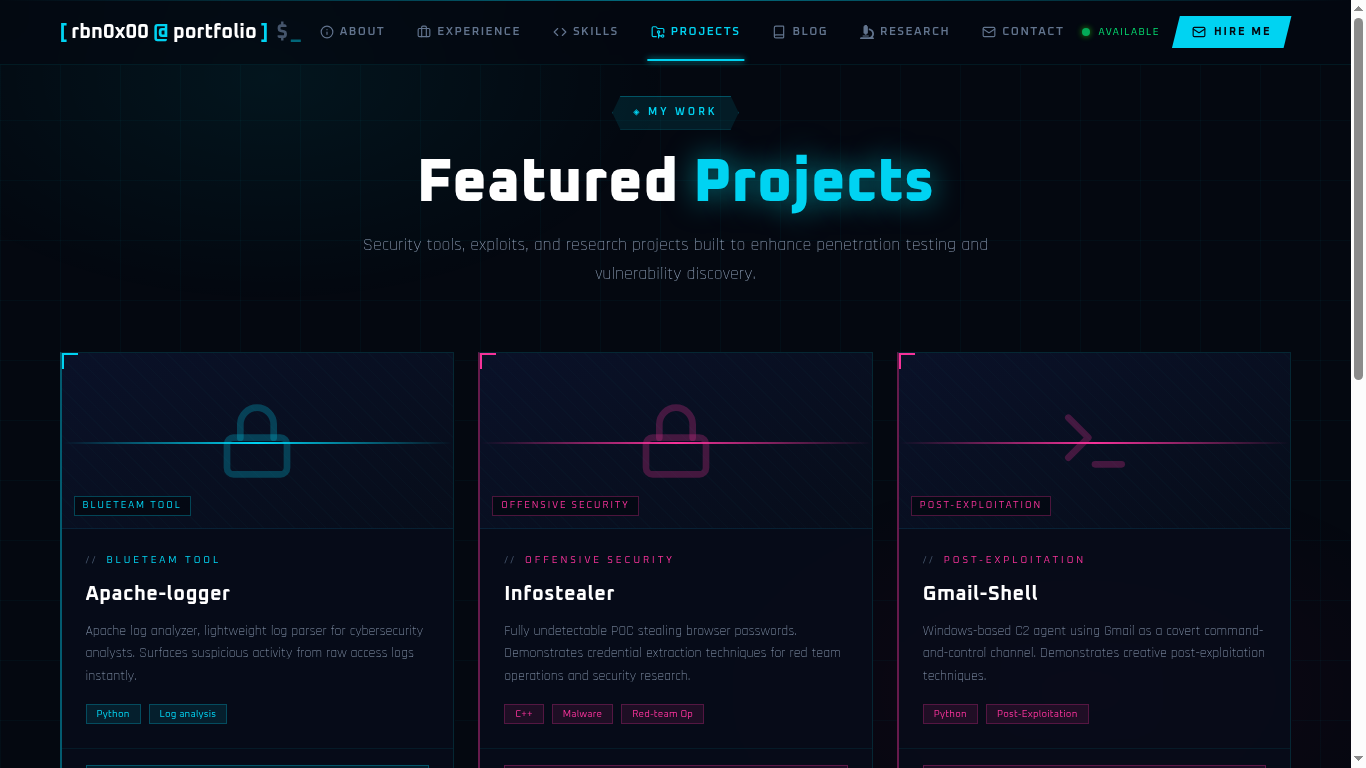 [ rbn0x00 @ portfolio ] $_
ABOUT
EXPERIENCE
SKILLS
PROJECTS
BLOG
RESEARCH
CONTACT
AVAILABLE
HIRE ME
MY WORK
Featured Projects
Security tools, exploits, and research projects built to enhance penetration testing and
vulnerability discovery.
BLUETEAM TOOL
// BLUETEAM TOOL
Apache-logger
Apache log analyzer, lightweight log parser for cybersecurity
analysts. Surfaces suspicious activity from raw access logs
instantly.
Python
Log analysis
OFFENSIVE SECURITY
// OFFENSIVE SECURITY
Infostealer
Fully undetectable POC stealing browser passwords.
Demonstrates credential extraction techniques for red team
operations and security research.
C++
Malware
Red-team Op
POST-EXPLOITATION
// POST-EXPLOITATION
Gmail-Shell
Windows-based C2 agent using Gmail as a covert command-
and-control channel. Demonstrates creative post-exploitation
techniques.
Python
Post-Exploitation